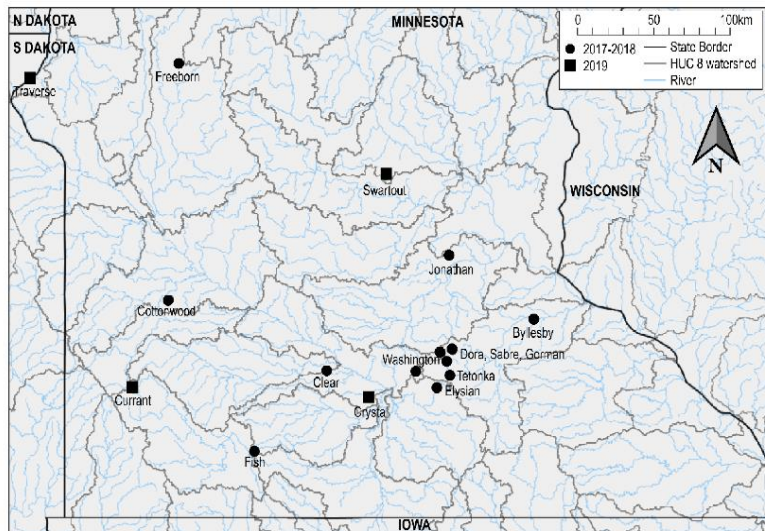 N DAKOTA
S DAKOTA
MINNESOTA
WISCONSIN
IOWA
0 50 100km
2017-2018
2019
State Border
HUC 8 watershed
River
N
Traverse
Freeborn
Swartout
Jonathan
Cottonwood
Byllesby
Dora, Sabre, Gorman
Washington
Tetonka
Elysian
Clear
Currant
Crysta
Fish